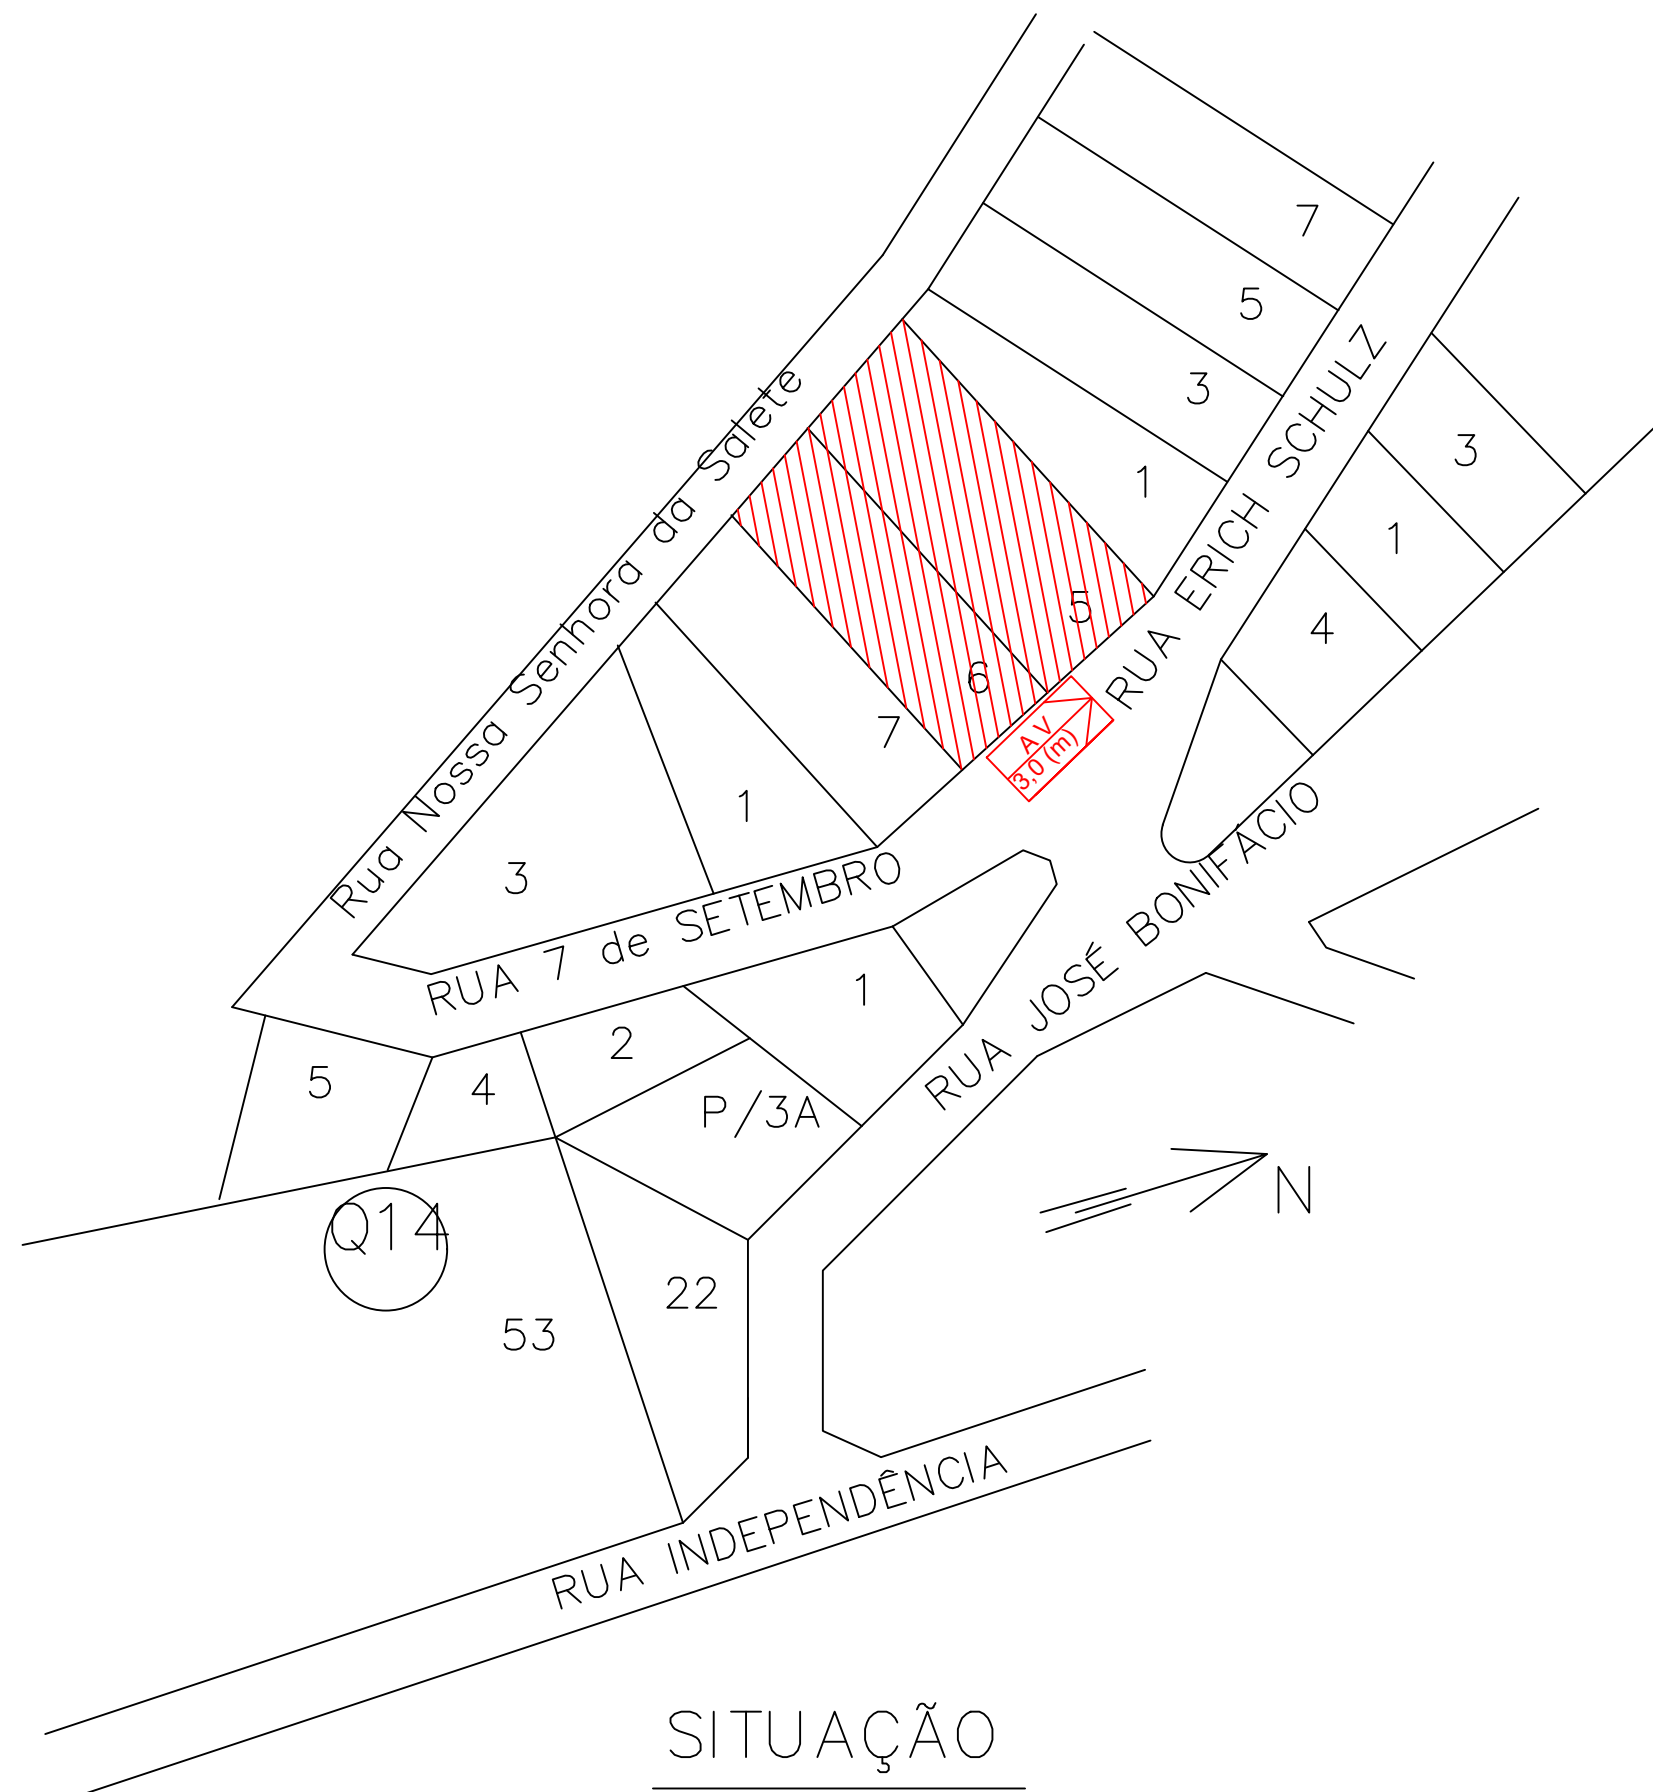 7
5
3
1
3
1
4
Rua Nossa Senhora da Salete
RUA ERICH SCHULZ
5
6
7
AV
3,0 (m)
1
3
RUA 7 de SETEMBRO
RUA JOSÉ BONIFÁCIO
1
2
4
5
P/3A
N
Q14
22
53
RUA INDEPENDÊNCIA
SITUAÇÃO